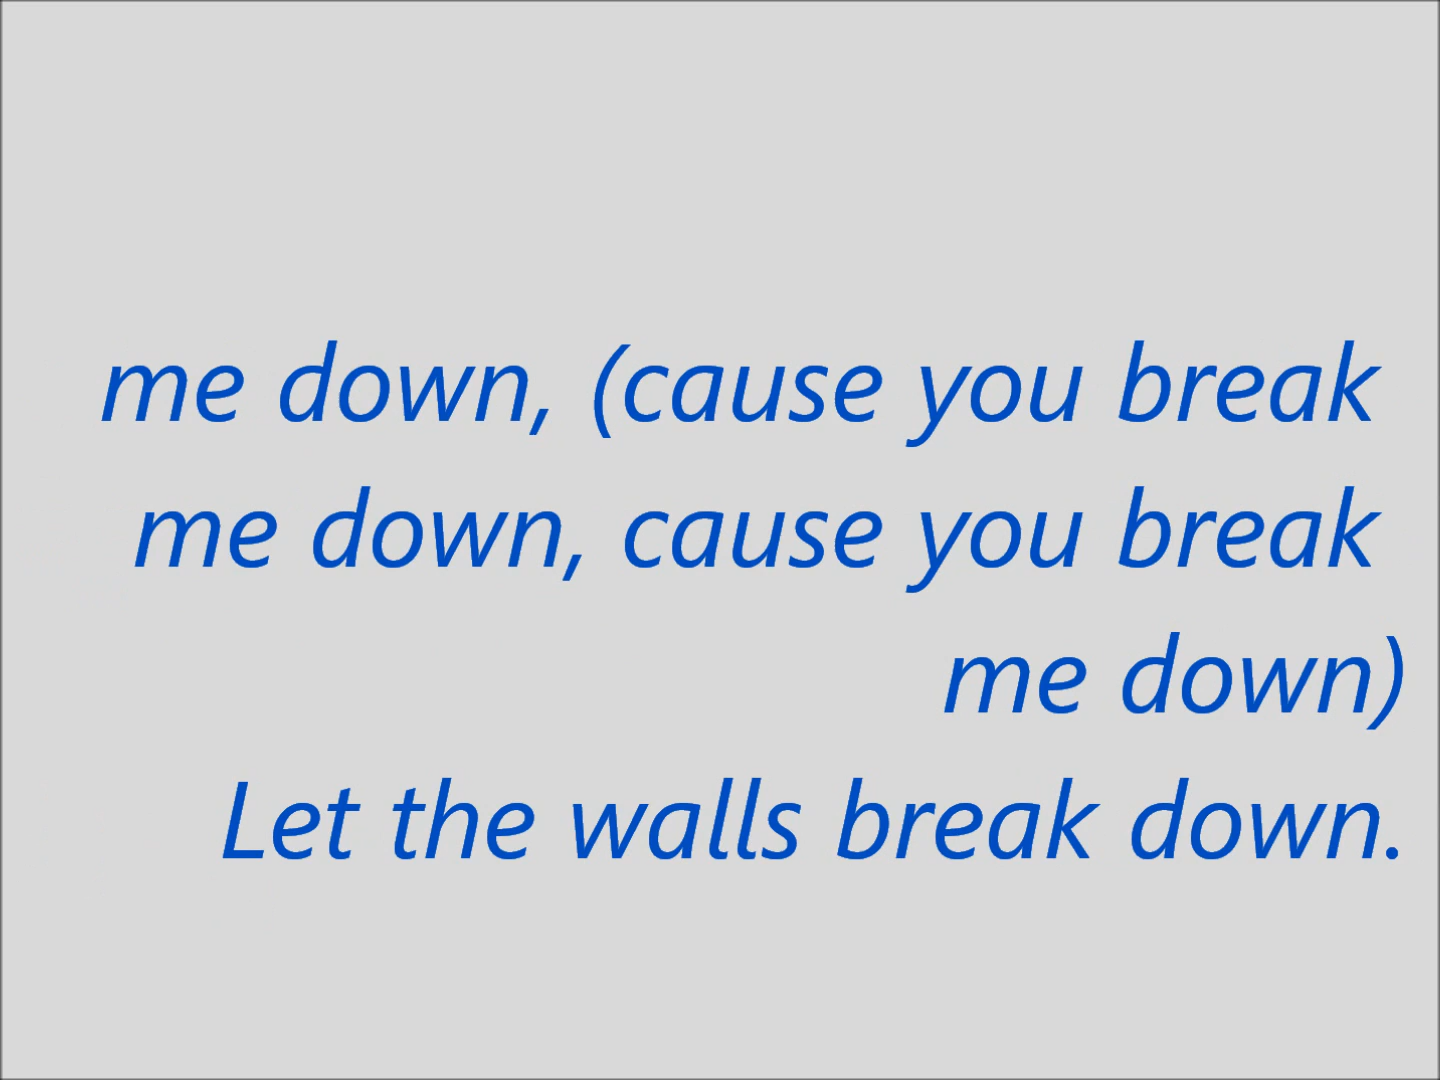 me down, (cause you break
me down, cause you break
me down)
Let the walls break down.